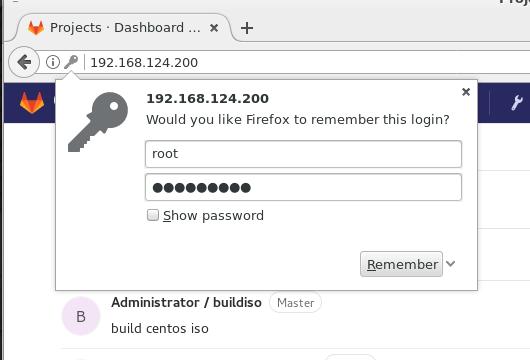 Projects · Dashboard ...
192.168.124.200
192.168.124.200
Would you like Firefox to remember this login?
root
●●●●●●●●●
Show password
Remember
B
Administrator / buildiso
Master
build centos iso